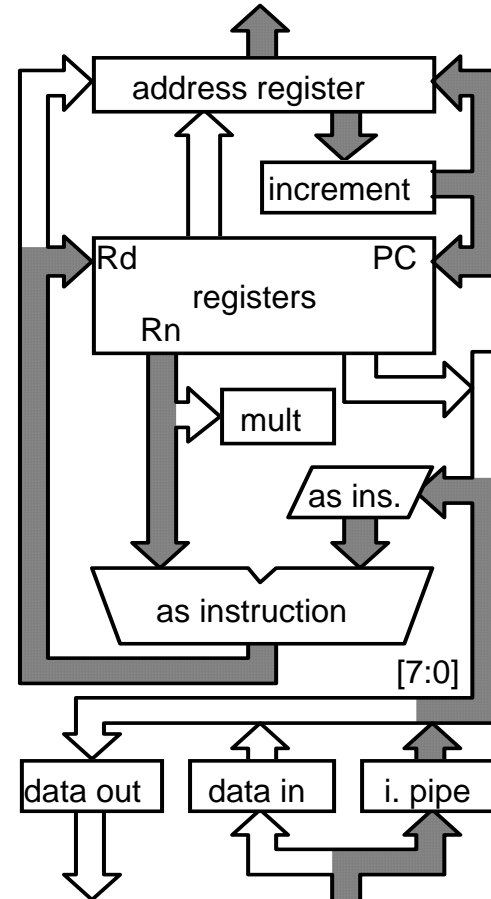 address register
increment
Rd
PC
registers
Rn
mult
as ins.
as instruction
[7:0]
data out
data in
i. pipe